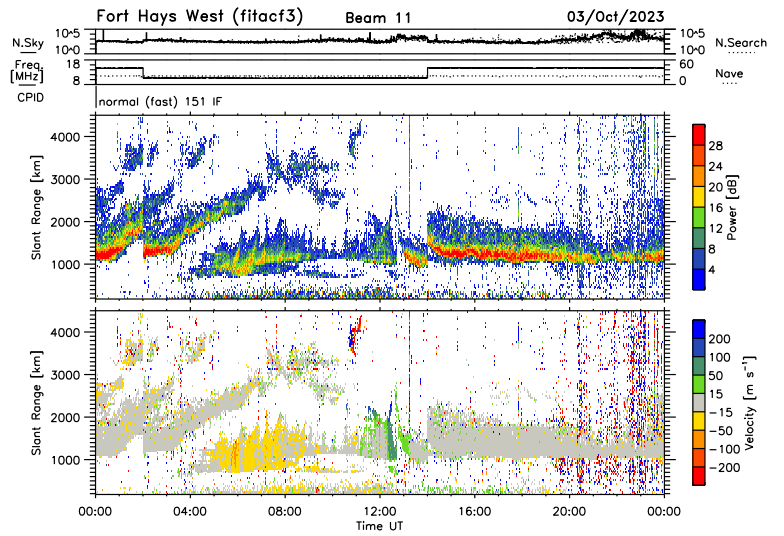 Fort Hays West (fitacf3) Beam 11 03/Oct/2023
N.Sky 10^5 10^0 10^5 10^0 N.Search
Freq. [MHz] 18 8 60 0 Nave
CPID normal (fast) 151 IF
Slant Range [km] 4000 3000 2000 1000
Power [dB] 28 24 20 16 12 8 4
Slant Range [km] 4000 3000 2000 1000
Velocity [m s⁻¹] 200 100 50 15 −15 −50 −100 −200
00:00 04:00 08:00 12:00 16:00 20:00 00:00
Time UT